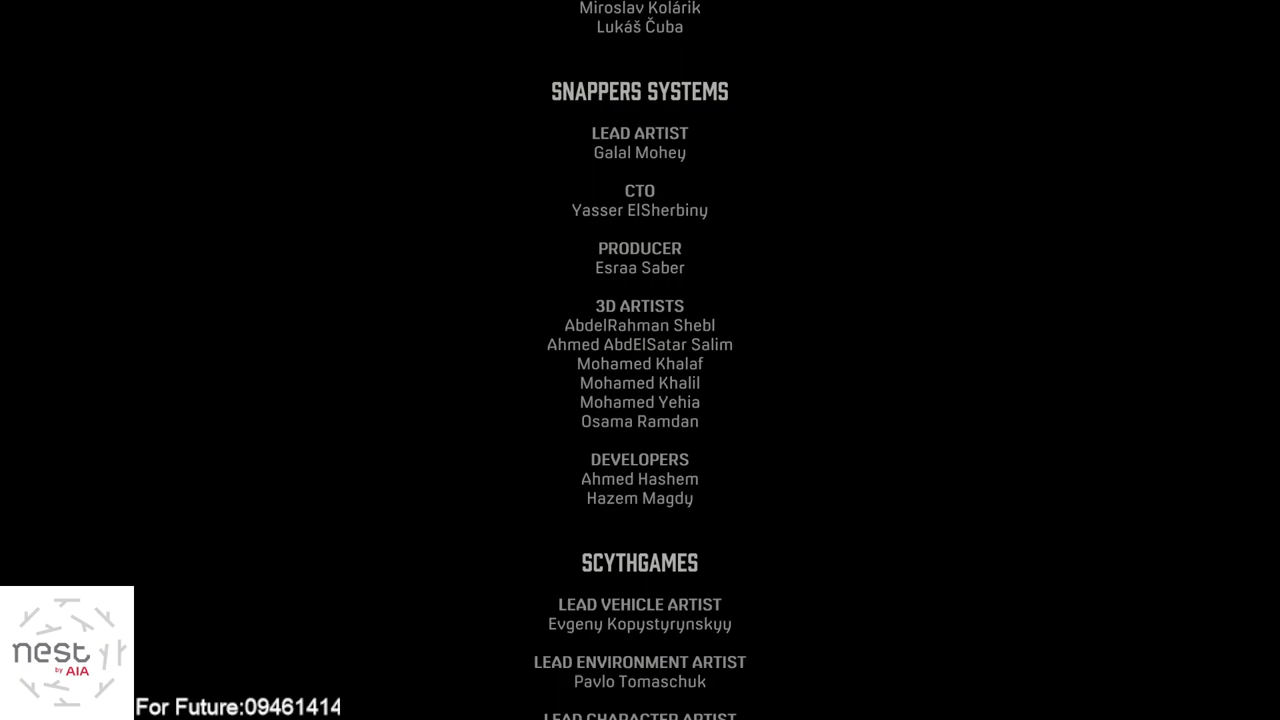 Miroslav Kolárik
Lukáš Čuba
SNAPPERS SYSTEMS
LEAD ARTIST
Galal Mohey
CTO
Yasser ElSherbiny
PRODUCER
Esraa Saber
3D ARTISTS
AbdelRahman Shebl
Ahmed AbdElSatar Salim
Mohamed Khalaf
Mohamed Khalil
Mohamed Yehia
Osama Ramdan
DEVELOPERS
Ahmed Hashem
Hazem Magdy
SCYTHGAMES
LEAD VEHICLE ARTIST
Evgeny Kopystyrynskyy
LEAD ENVIRONMENT ARTIST
Pavlo Tomaschuk
LEAD CHARACTER ARTIST
nest
by AIA
For Future:09461414